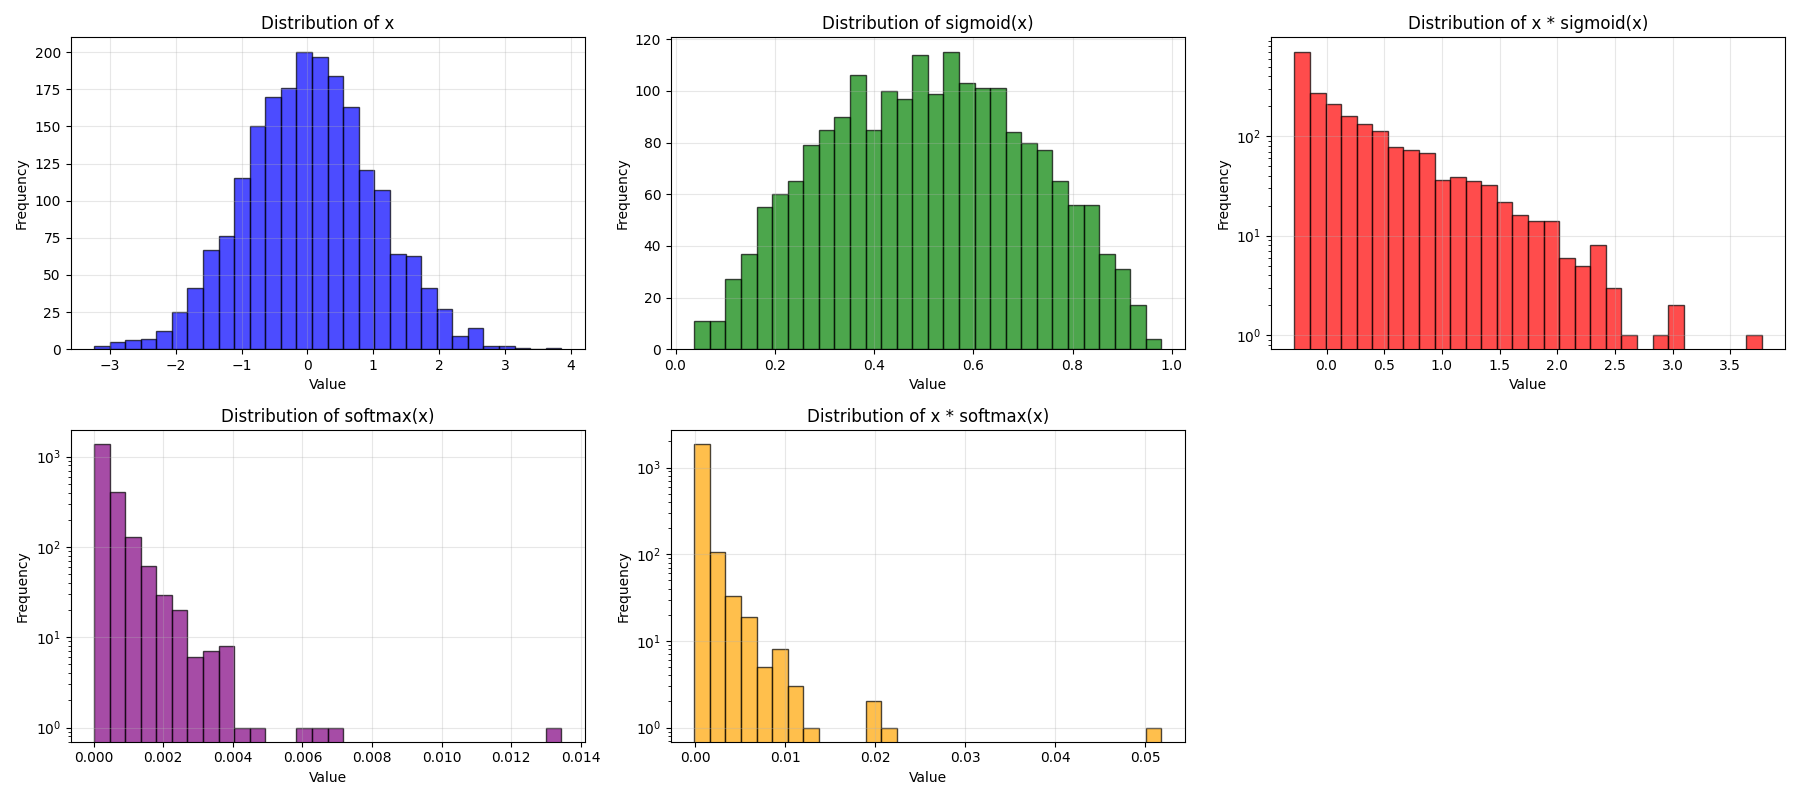 Distribution of x
Frequency
200
175
150
125
100
75
50
25
0
−3 −2 −1 0 1 2 3 4
Value
Distribution of sigmoid(x)
Frequency
120
100
80
60
40
20
0
0.0 0.2 0.4 0.6 0.8 1.0
Value
Distribution of x * sigmoid(x)
Frequency
10²
10¹
10⁰
0.0 0.5 1.0 1.5 2.0 2.5 3.0 3.5
Value
Distribution of softmax(x)
Frequency
10³
10²
10¹
10⁰
0.000 0.002 0.004 0.006 0.008 0.010 0.012 0.014
Value
Distribution of x * softmax(x)
Frequency
10³
10²
10¹
10⁰
0.00 0.01 0.02 0.03 0.04 0.05
Value